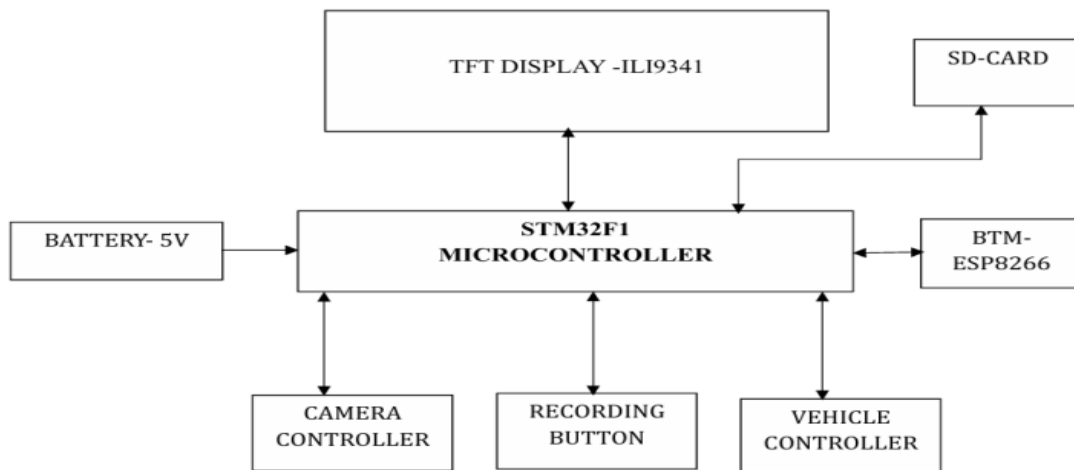 TFT DISPLAY -ILI9341
SD-CARD
STM32F1
MICROCONTROLLER
BATTERY- 5V
BTM-
ESP8266
CAMERA
CONTROLLER
RECORDING
BUTTON
VEHICLE
CONTROLLER